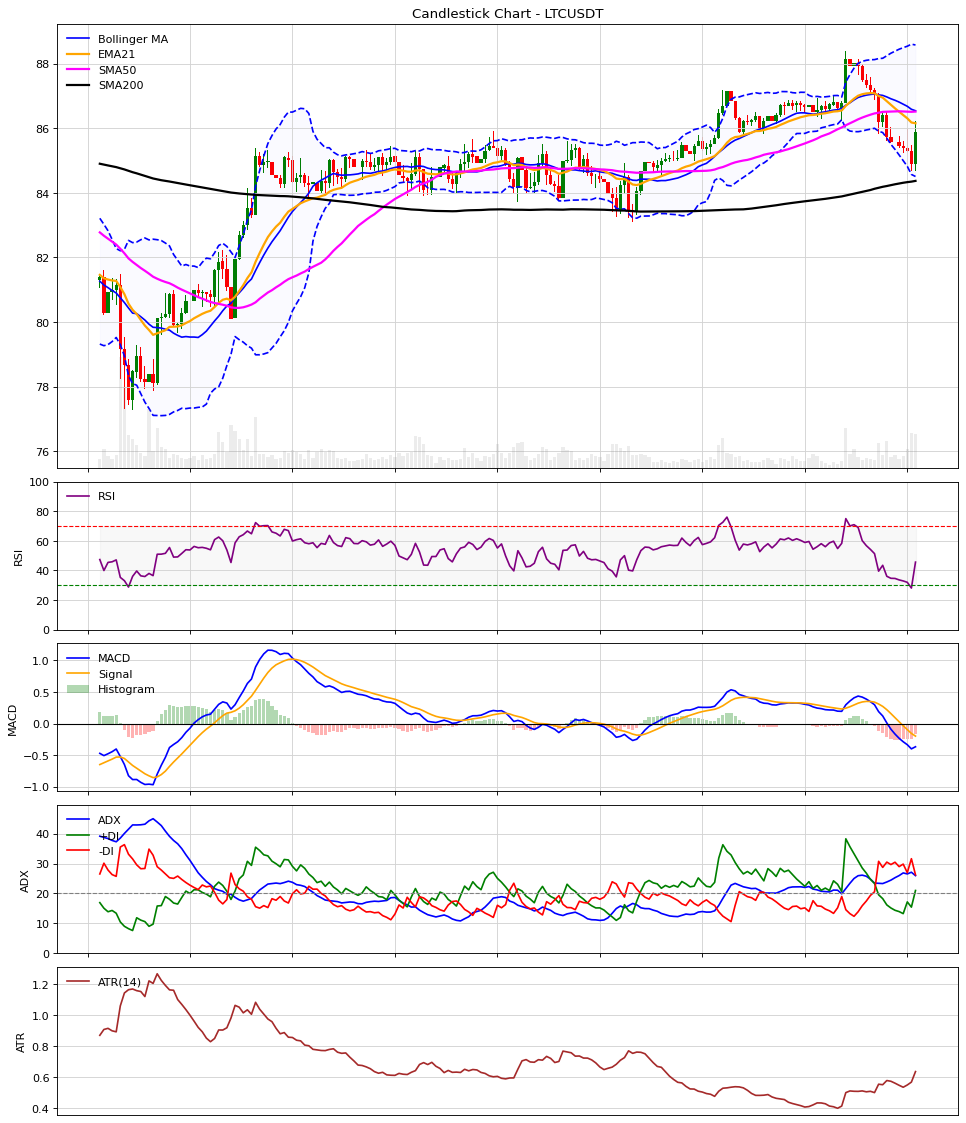 Candlestick Chart - LTCUSDT
Bollinger MA
EMA21
SMA50
SMA200
88
86
84
82
80
78
76
RSI
100
80
60
40
20
0
RSI
MACD
Signal
Histogram
1.0
0.5
0.0
−0.5
−1.0
MACD
ADX
+DI
-DI
40
30
20
10
0
ADX
ATR(14)
1.2
1.0
0.8
0.6
0.4
ATR